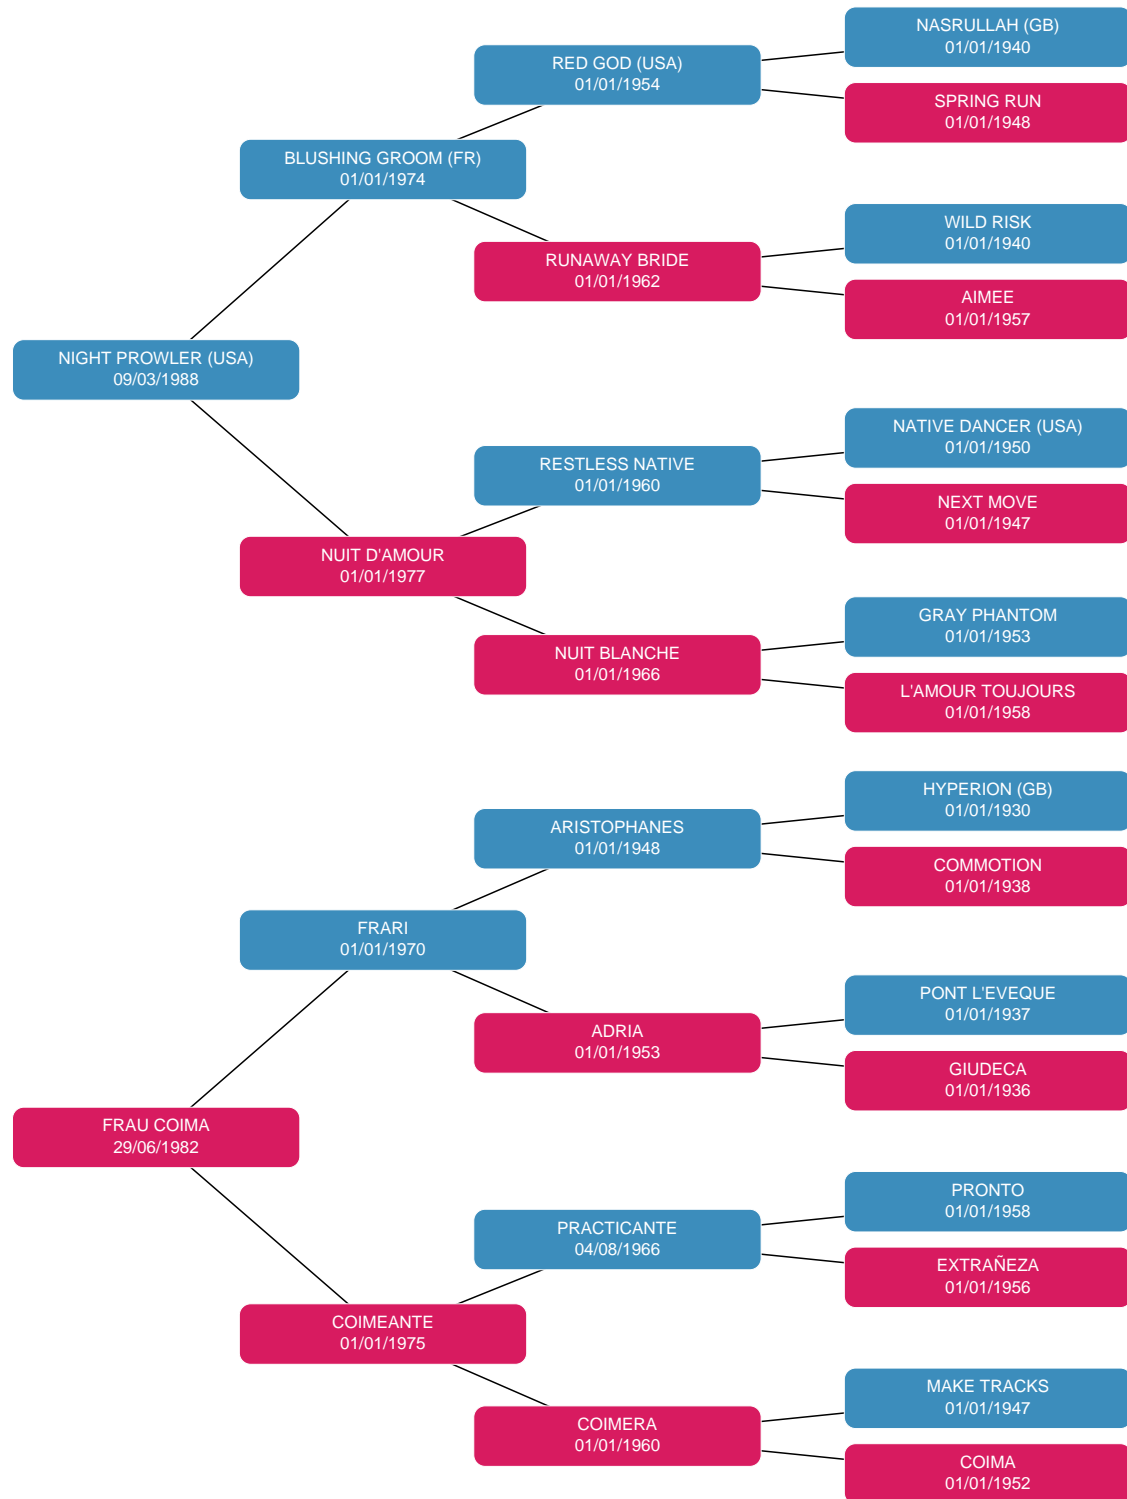 NASRULLAH (GB)
01/01/1940
RED GOD (USA)
01/01/1954
SPRING RUN
01/01/1948
BLUSHING GROOM (FR)
01/01/1974
WILD RISK
01/01/1940
RUNAWAY BRIDE
01/01/1962
AIMEE
01/01/1957
NIGHT PROWLER (USA)
09/03/1988
NATIVE DANCER (USA)
01/01/1950
RESTLESS NATIVE
01/01/1960
NEXT MOVE
01/01/1947
NUIT D'AMOUR
01/01/1977
GRAY PHANTOM
01/01/1953
NUIT BLANCHE
01/01/1966
L'AMOUR TOUJOURS
01/01/1958
HYPERION (GB)
01/01/1930
ARISTOPHANES
01/01/1948
COMMOTION
01/01/1938
FRARI
01/01/1970
PONT L'EVEQUE
01/01/1937
ADRIA
01/01/1953
GIUDECA
01/01/1936
FRAU COIMA
29/06/1982
PRONTO
01/01/1958
PRACTICANTE
04/08/1966
EXTRAÑEZA
01/01/1956
COIMEANTE
01/01/1975
MAKE TRACKS
01/01/1947
COIMERA
01/01/1960
COIMA
01/01/1952